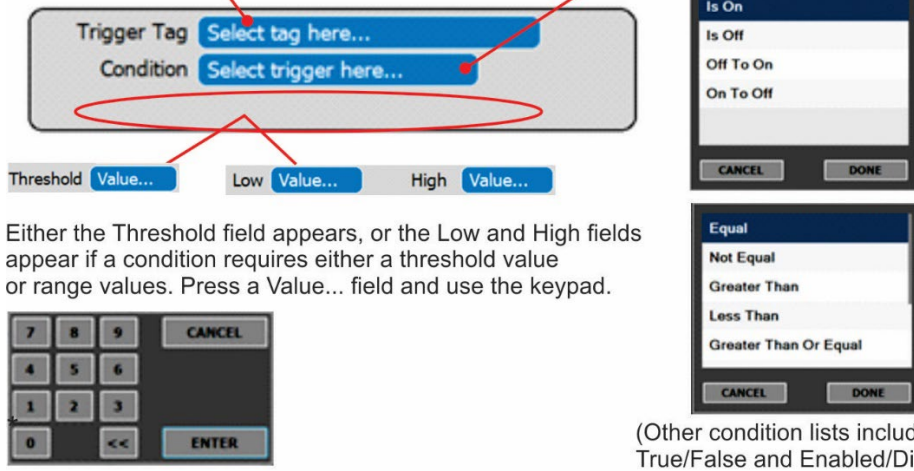 Trigger Tag Select tag here...
Condition Select trigger here...
Threshold Value...
Low Value...
High Value...
Either the Threshold field appears, or the Low and High fields
appear if a condition requires either a threshold value
or range values. Press a Value... field and use the keypad.
7 8 9 CANCEL
4 5 6
1 2 3
0 << ENTER
Is On
Is Off
Off To On
On To Off
CANCEL DONE
Equal
Not Equal
Greater Than
Less Than
Greater Than Or Equal
CANCEL DONE
(Other condition lists includ
True/False and Enabled/Di